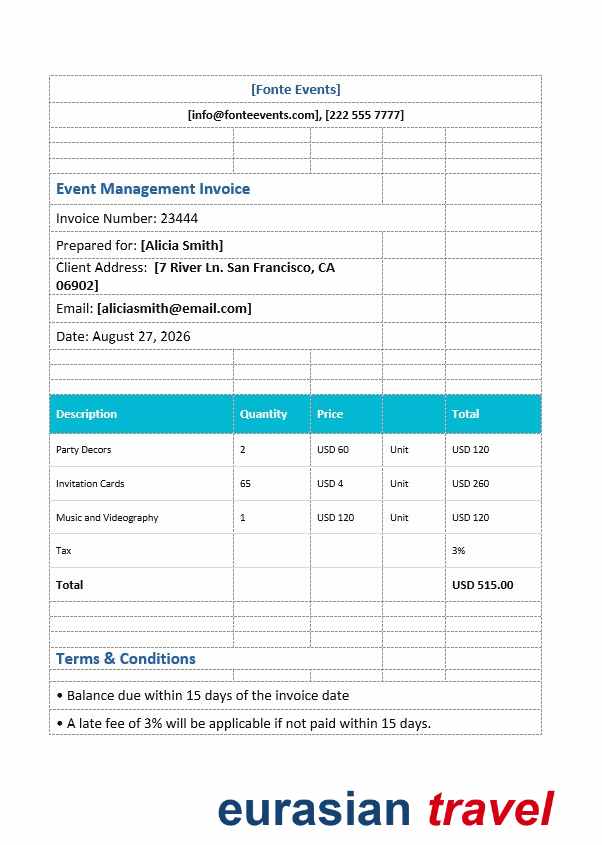 [Fonte Events]
[info@fonteevents.com], [222 555 7777]
Event Management Invoice
Invoice Number: 23444
Prepared for: [Alicia Smith]
Client Address: [7 River Ln. San Francisco, CA
06902]
Email: [aliciasmith@email.com]
Date: August 27, 2026
Description Quantity Price Total
Party Decors 2 USD 60 Unit USD 120
Invitation Cards 65 USD 4 Unit USD 260
Music and Videography 1 USD 120 Unit USD 120
Tax 3%
Total USD 515.00
Terms & Conditions
• Balance due within 15 days of the invoice date
• A late fee of 3% will be applicable if not paid within 15 days.
eurasian travel